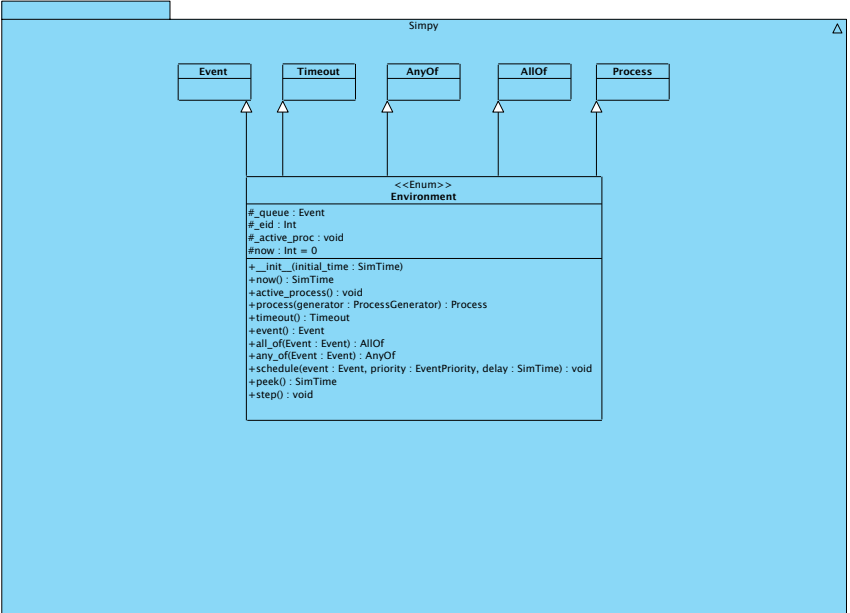 Simpy
Event
Timeout
AnyOf
AllOf
Process
<<Enum>>
Environment
#_queue : Event
#_eid : Int
#_active_proc : void
#now : Int = 0
+__init__(initial_time : SimTime)
+now() : SimTime
+active_process() : void
+process(generator : ProcessGenerator) : Process
+timeout() : Timeout
+event() : Event
+all_of(Event : Event) : AllOf
+any_of(Event : Event) : AnyOf
+schedule(event : Event, priority : EventPriority, delay : SimTime) : void
+peek() : SimTime
+step() : void